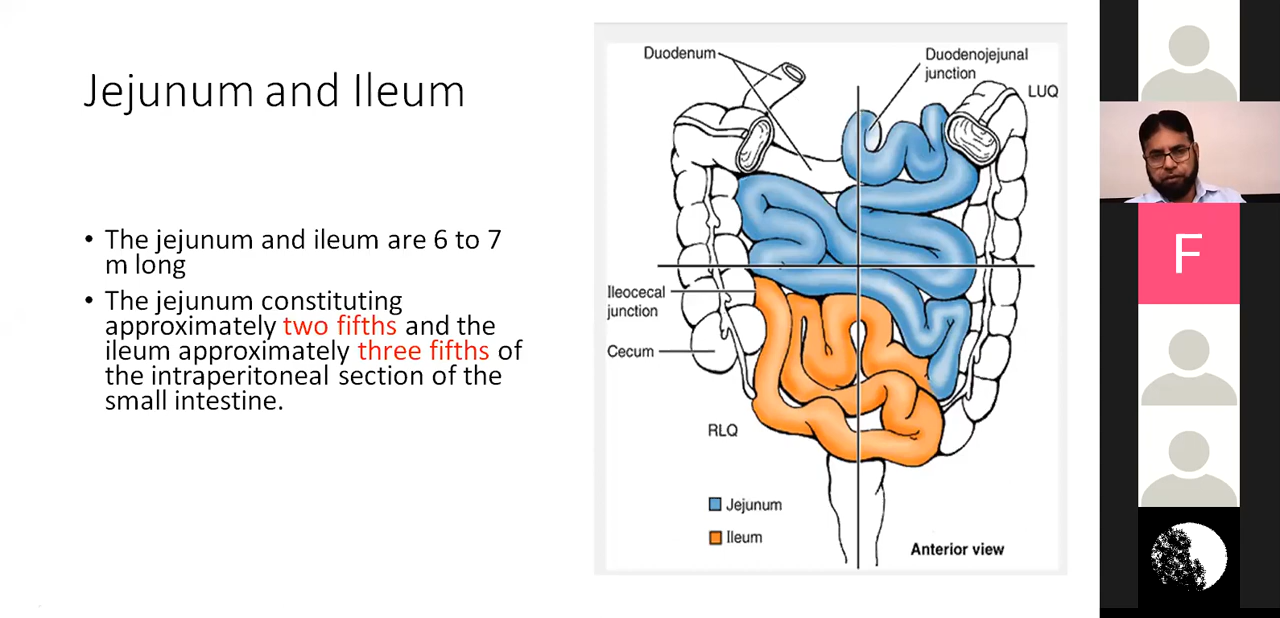 Jejunum and Ileum
• The jejunum and ileum are 6 to 7
m long
• The jejunum constituting
approximately two fifths and the
ileum approximately three fifths of
the intraperitoneal section of the
small intestine.
Duodenum
Duodenojejunal
junction
LUQ
Ileocecal
junction
Cecum
RLQ
Jejunum
Ileum
Anterior view
F